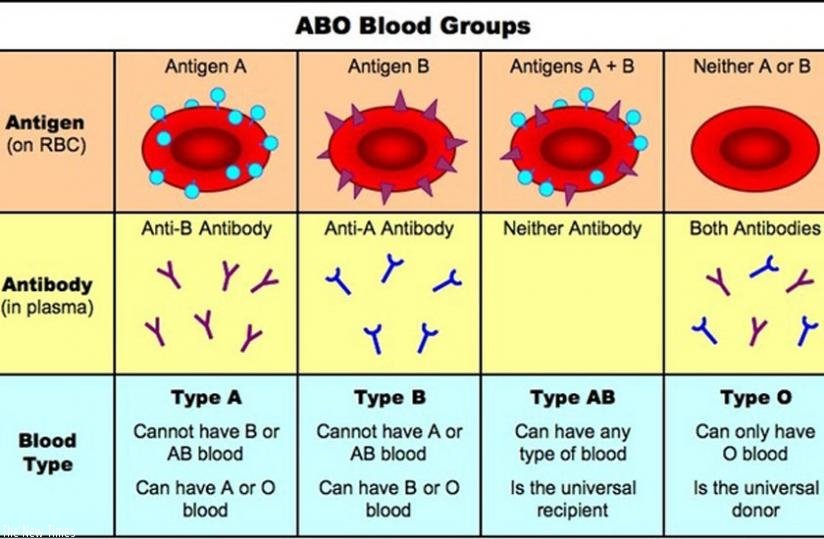 ABO Blood Groups
Antigen A
Antigen B
Antigens A + B
Neither A or B
Antigen
(on RBC)
Anti-B Antibody
Anti-A Antibody
Neither Antibody
Both Antibodies
Antibody
(in plasma)
Type A
Type B
Type AB
Type O
Blood
Type
Cannot have B or
AB blood
Can have A or O
blood
Cannot have A or
AB blood
Can have B or O
blood
Can have any
type of blood
Is the universal
recipient
Can only have
O blood
Is the universal
donor
The New Times